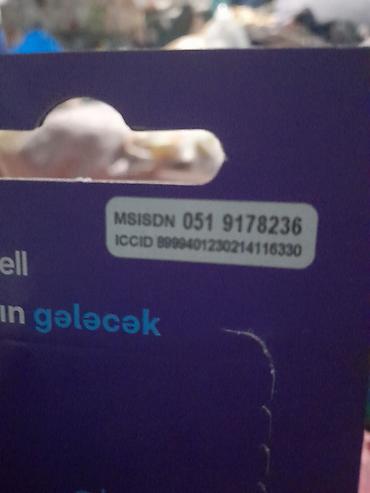 MSISDN 051 9178236
ICCID 8999401230214116330
ell
ın gələcək